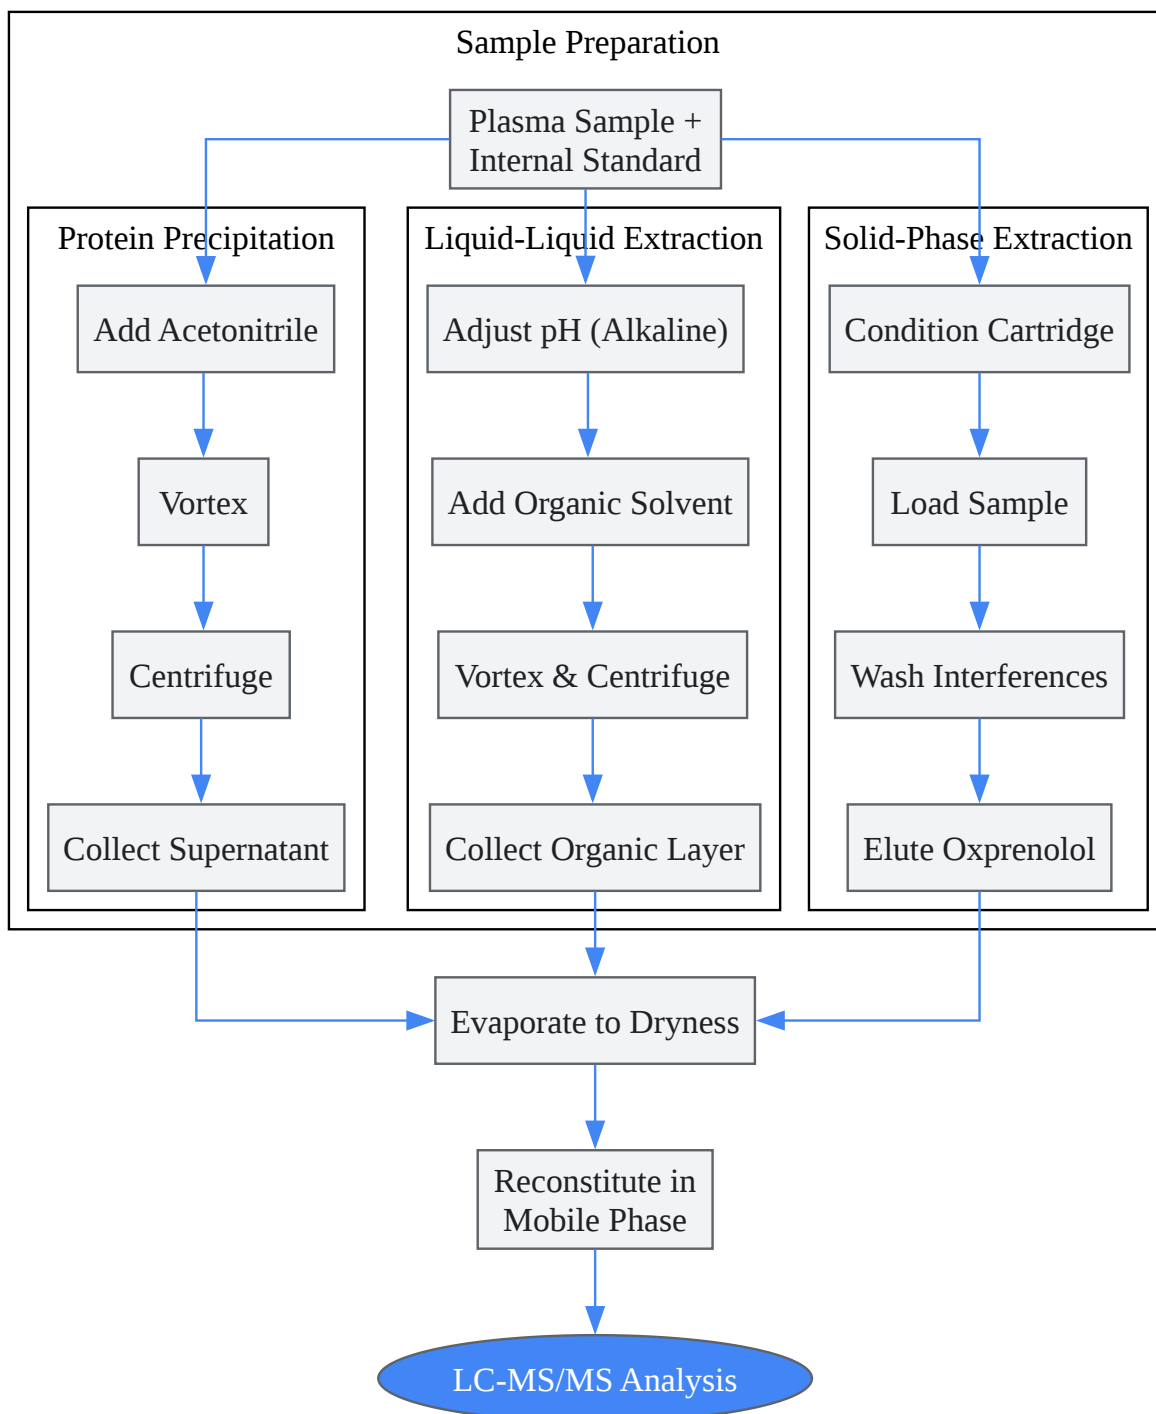 Sample Preparation
Plasma Sample +
Internal Standard
Protein Precipitation
Add Acetonitrile
Vortex
Centrifuge
Collect Supernatant
Liquid-Liquid Extraction
Adjust pH (Alkaline)
Add Organic Solvent
Vortex & Centrifuge
Collect Organic Layer
Solid-Phase Extraction
Condition Cartridge
Load Sample
Wash Interferences
Elute Oxprenolol
Evaporate to Dryness
Reconstitute in
Mobile Phase
LC-MS/MS Analysis